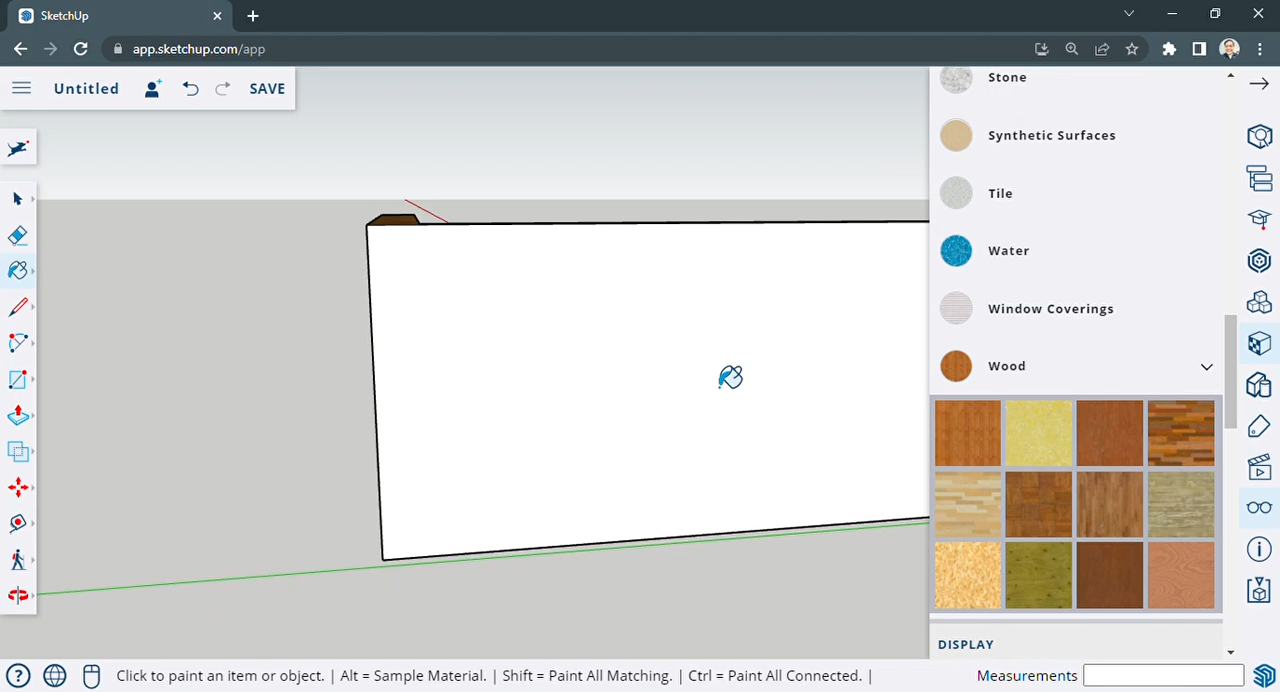 SketchUp
app.sketchup.com/app
Untitled
SAVE
Stone
Synthetic Surfaces
Tile
Water
Window Coverings
Wood
DISPLAY
Click to paint an item or object. | Alt = Sample Material. | Shift = Paint All Matching. | Ctrl = Paint All Connected. |
Measurements